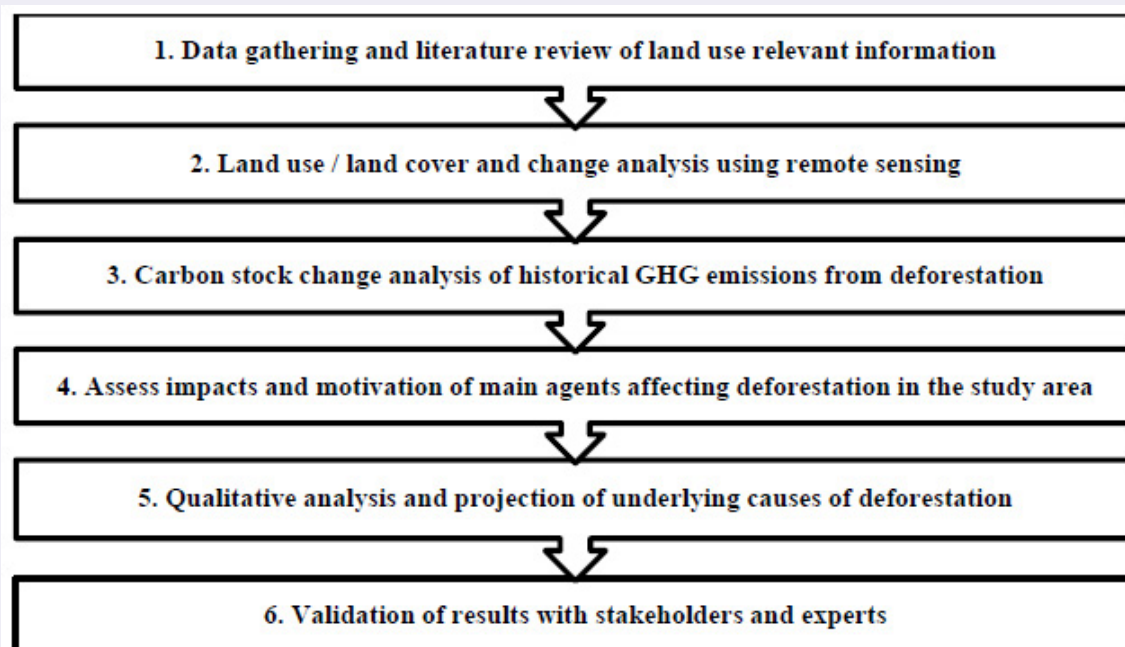 1. Data gathering and literature review of land use relevant information
2. Land use / land cover and change analysis using remote sensing
3. Carbon stock change analysis of historical GHG emissions from deforestation
4. Assess impacts and motivation of main agents affecting deforestation in the study area
5. Qualitative analysis and projection of underlying causes of deforestation
6. Validation of results with stakeholders and experts